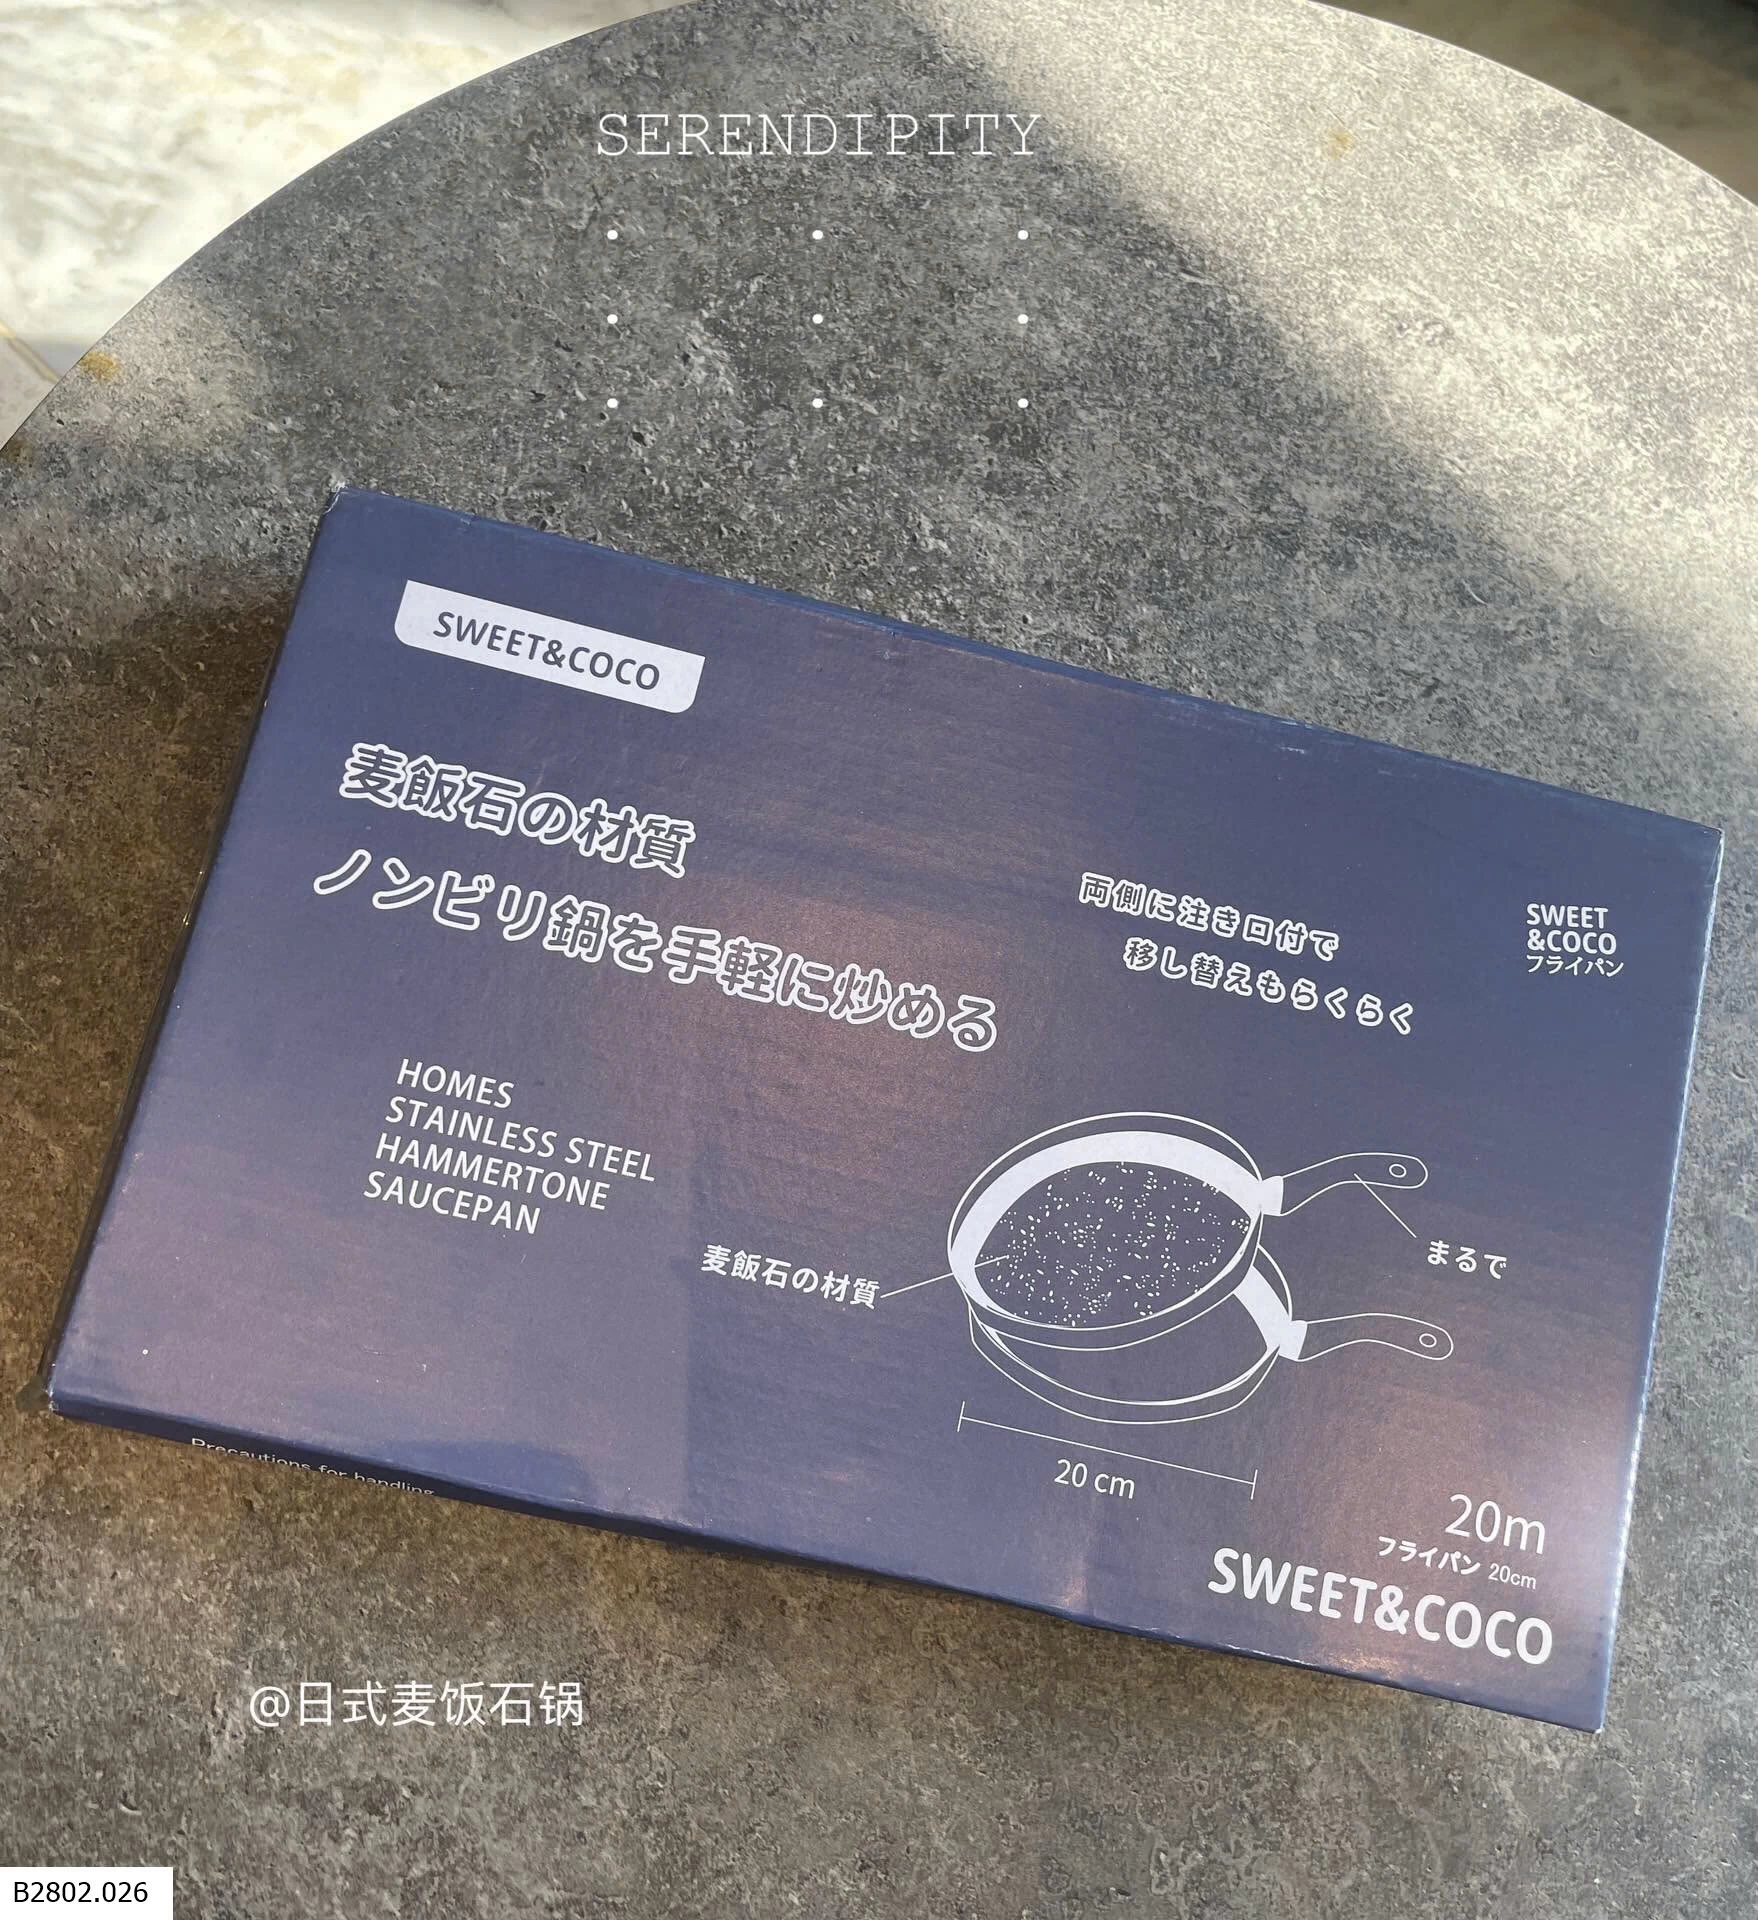 SERENDIPITY
SWEET&COCO
麦飯石の材質
ノンビリ鍋を手軽に炒める
両側に注き口付で
移し替えもらくらく
SWEET
&COCO
フライパン
HOMES
STAINLESS STEEL
HAMMERTONE
SAUCEPAN
麦飯石の材質
まるで
20 cm
20m
フライパン 20cm
SWEET&COCO
Precautions for handling
@日式麦饭石锅
B2802.026